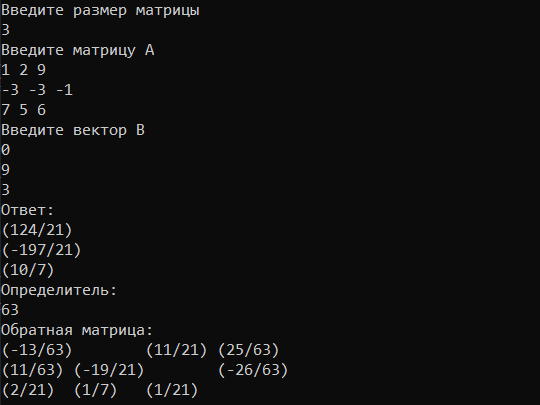 Введите размер матрицы
3
Введите матрицу A
1 2 9
-3 -3 -1
7 5 6
Введите вектор B
0
9
3
Ответ:
(124/21)
(-197/21)
(10/7)
Определитель:
63
Обратная матрица:
(-13/63) (11/21) (25/63)
(11/63) (-19/21) (-26/63)
(2/21) (1/7) (1/21)